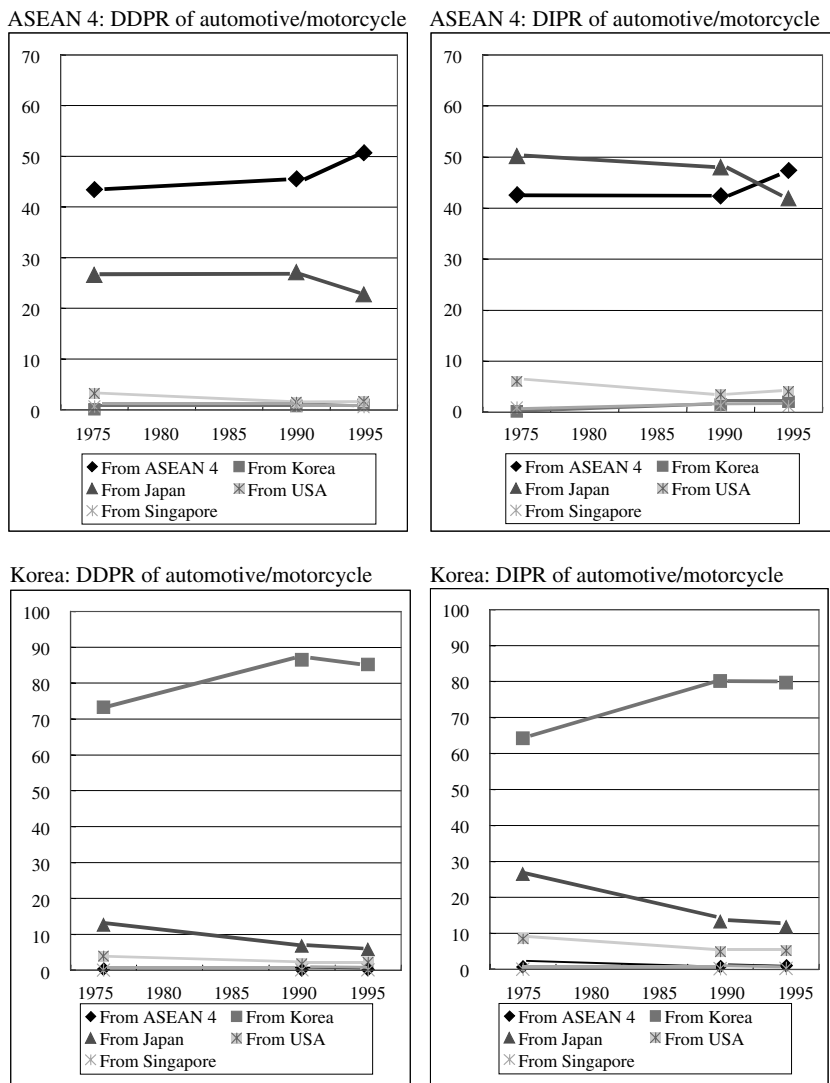 ASEAN 4: DDPR of automotive/motorcycle
70
60
50
40
30
20
10
0
1975 1980 1985 1990 1995
From ASEAN 4 From Korea
From Japan From USA
From Singapore
ASEAN 4: DIPR of automotive/motorcycle
70
60
50
40
30
20
10
0
1975 1980 1985 1990 1995
From ASEAN 4 From Korea
From Japan From USA
From Singapore
Korea: DDPR of automotive/motorcycle
100
90
80
70
60
50
40
30
20
10
0
1975 1980 1985 1990 1995
From ASEAN 4 From Korea
From Japan From USA
From Singapore
Korea: DIPR of automotive/motorcycle
100
90
80
70
60
50
40
30
20
10
0
1975 1980 1985 1990 1995
From ASEAN 4 From Korea
From Japan From USA
From Singapore